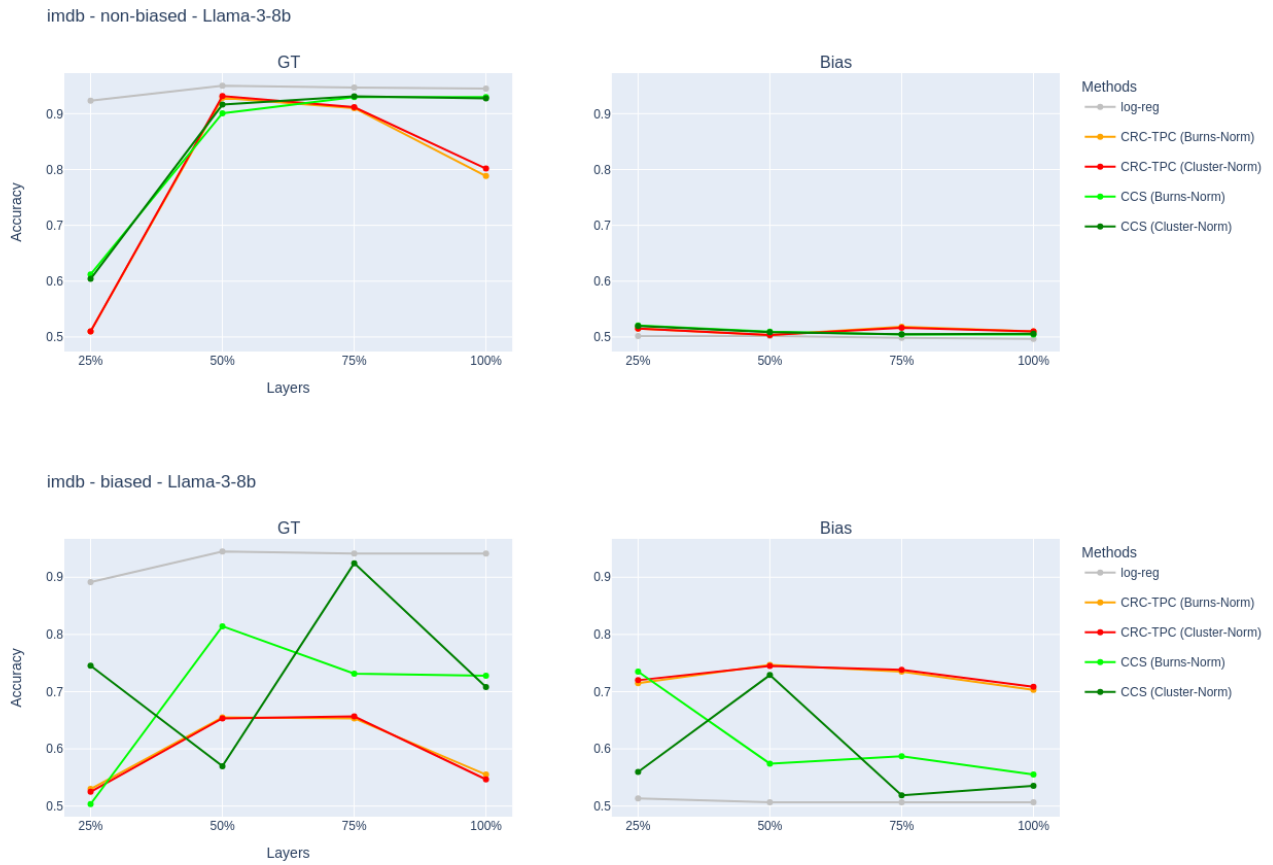 imdb - non-biased - Llama-3-8b
GT
Bias
Accuracy
0.9
0.8
0.7
0.6
0.5
25%
50%
75%
100%
Layers
0.9
0.8
0.7
0.6
0.5
25%
50%
75%
100%
Methods
log-reg
CRC-TPC (Burns-Norm)
CRC-TPC (Cluster-Norm)
CCS (Burns-Norm)
CCS (Cluster-Norm)
imdb - biased - Llama-3-8b
GT
Bias
Accuracy
0.9
0.8
0.7
0.6
0.5
25%
50%
75%
100%
Layers
0.9
0.8
0.7
0.6
0.5
25%
50%
75%
100%
Methods
log-reg
CRC-TPC (Burns-Norm)
CRC-TPC (Cluster-Norm)
CCS (Burns-Norm)
CCS (Cluster-Norm)